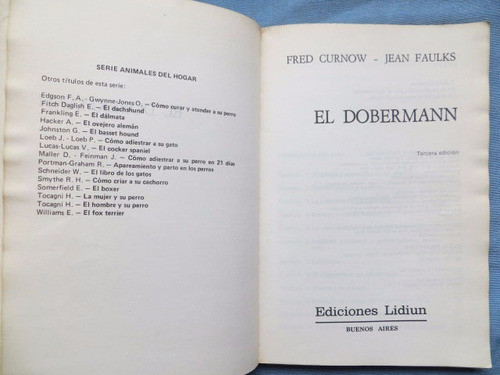 SERIE ANIMALES DEL HOGAR
Otros títulos de esta serie:
Edgson F. A. - Gwynne-Jones O. — Cómo curar y atender a su perro
Fitch Daglish E. — El dachshund
Frankling E. — El dálmata
Hacker A. — El ovejero alemán
Johnston G. — El basset hound
Loeb J. - Loeb P. — Cómo adiestrar a su gato
Lucas-Lucas V. — El cocker spaniel
Maller D. - Feinman J. — Cómo adiestrar a su perro en 21 días
Portman-Graham R. — Apareamiento y parto en los perros
Schneider W. — El libro de los gatos
Smythe R. H. — Cómo criar a su cachorro
Somerfield E. — El boxer
Tocagni H. — La mujer y su perro
Tocagni H. — El hombre y su perro
Williams E. — El fox terrier
FRED CURNOW - JEAN FAULKS
EL DOBERMANN
Tercera edición
Ediciones Lidiun
BUENOS AIRES